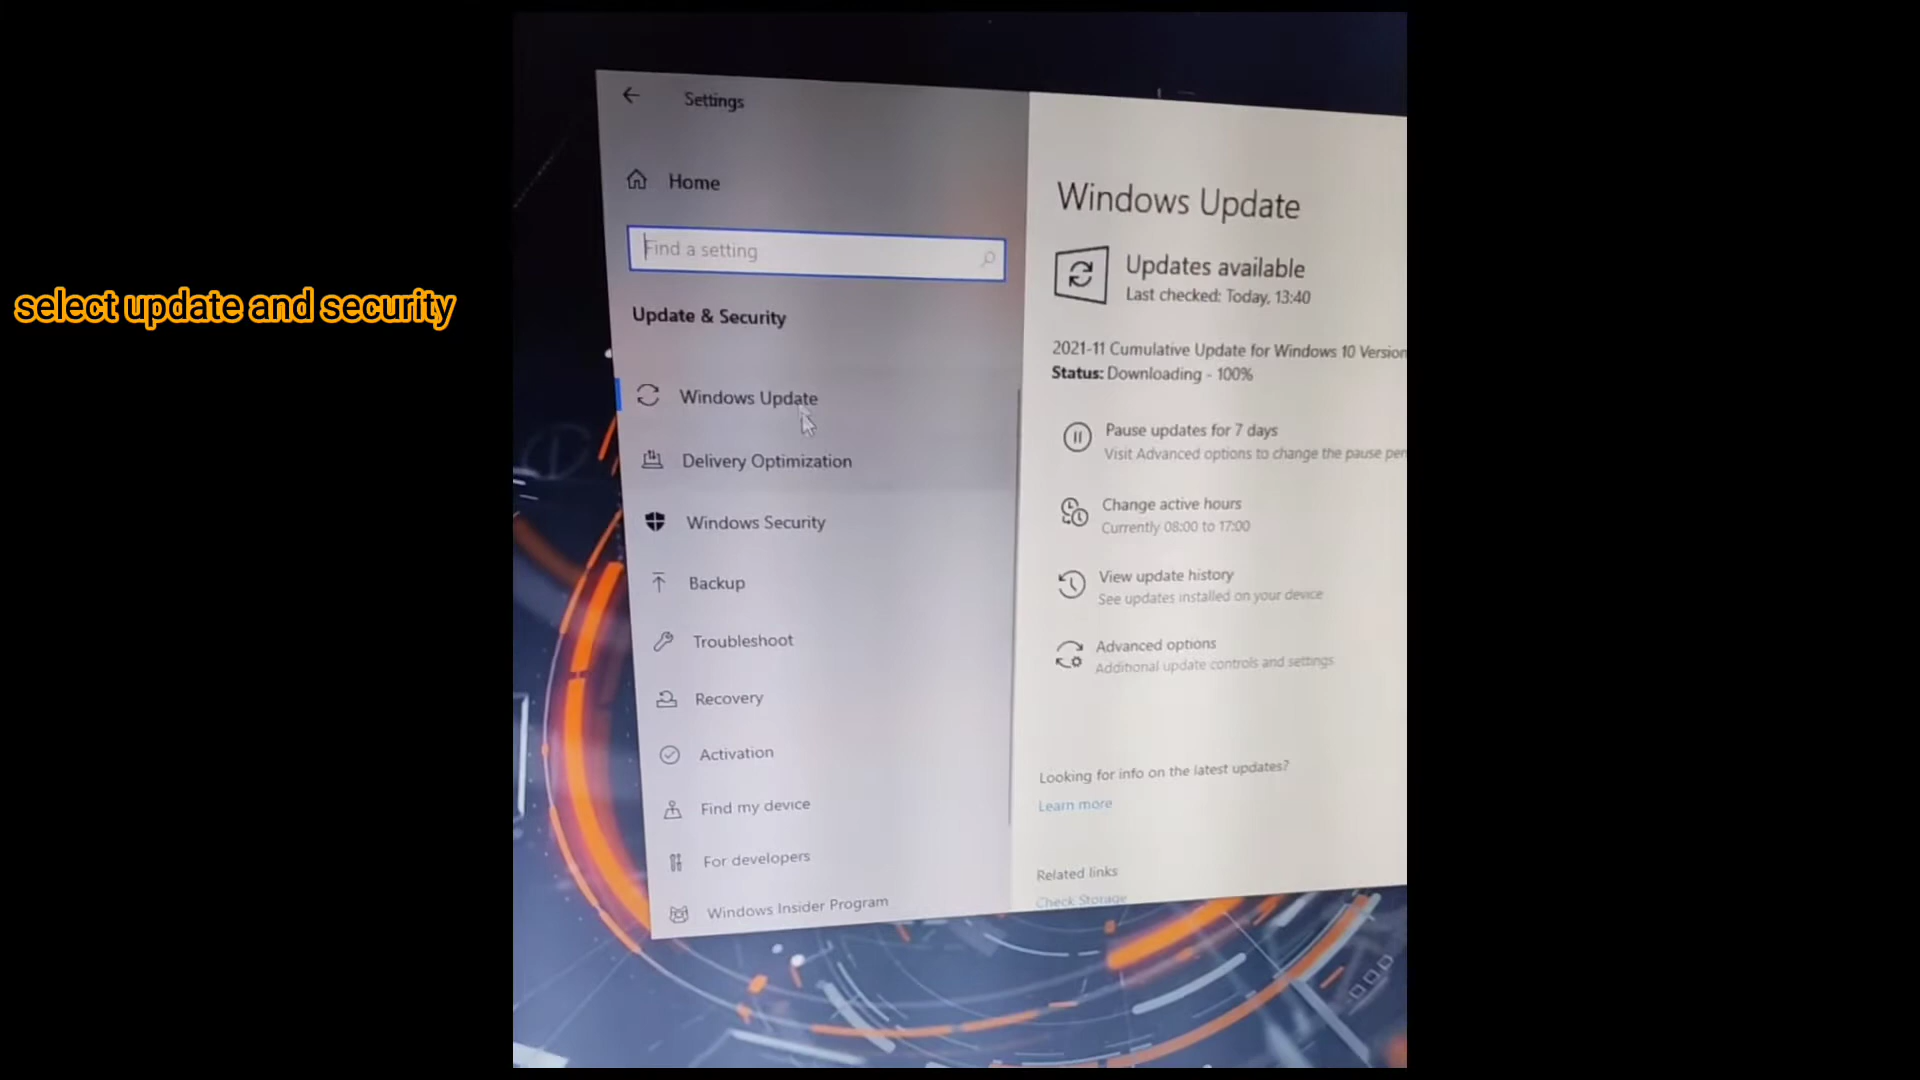 select update and security
Settings
Home
Find a setting
Update & Security
Windows Update
Delivery Optimization
Windows Security
Backup
Troubleshoot
Recovery
Activation
Find my device
For developers
Windows Insider Program
Windows Update
Updates available
Last checked: Today, 13:40
2021-11 Cumulative Update for Windows 10 Version
Status: Downloading - 100%
Pause updates for 7 days
Visit Advanced options to change the pause per
Change active hours
Currently 08:00 to 17:00
View update history
See updates installed on your device
Advanced options
Additional update controls and settings
Looking for info on the latest updates?
Learn more
Related links
Check Storage